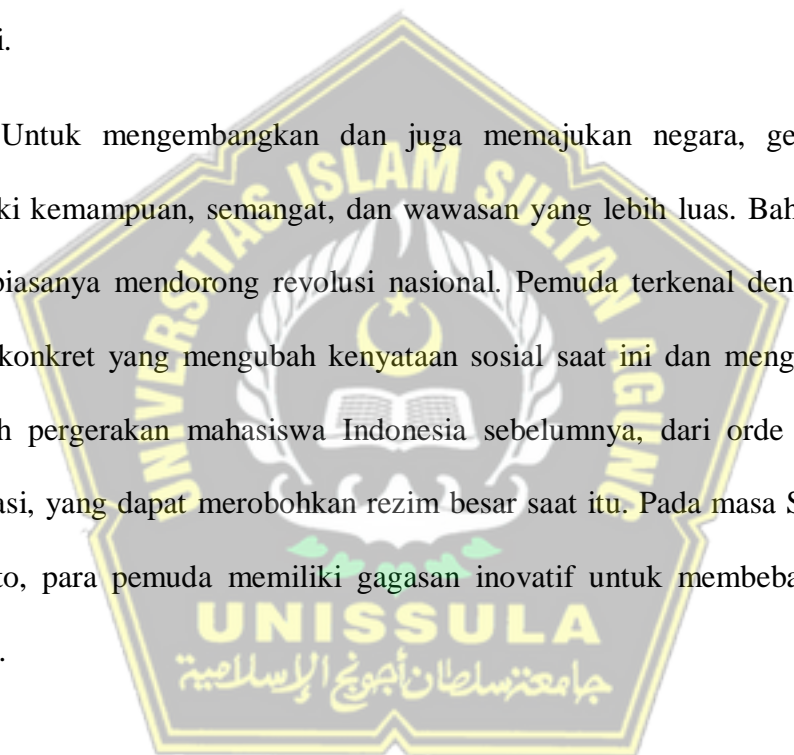 i.
Untuk mengembangkan dan juga memajukan negara, ge
ki kemampuan, semangat, dan wawasan yang lebih luas. Bah
biasanya mendorong revolusi nasional. Pemuda terkenal den
konkret yang mengubah kenyataan sosial saat ini dan meng
h pergerakan mahasiswa Indonesia sebelumnya, dari orde
asi, yang dapat merobohkan rezim besar saat itu. Pada masa S
to, para pemuda memiliki gagasan inovatif untuk membeba
.
UNIVERSITAS ISLAM SULTAN AGUNG
UNISSULA
جامعة سلطان أجونج الإسلامية